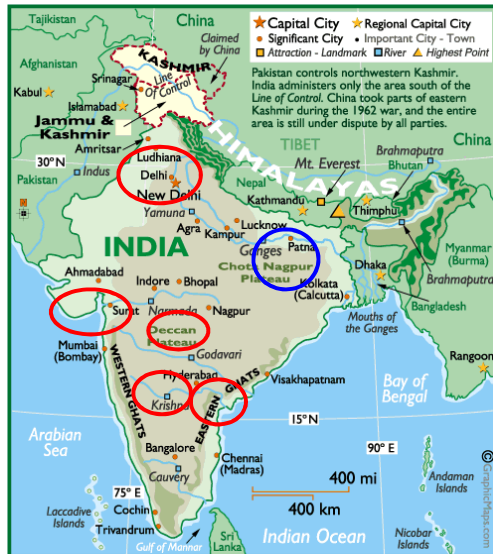 Tajikistan
China
Claimed
by China
Capital City
Regional Capital City
Significant City
Important City - Town
Attraction - Landmark
River
Highest Point
Pakistan controls northwestern Kashmir.
India administers only the area south of the
Line of Control. China took parts of eastern
Kashmir during the 1962 war, and the entire
area is still under dispute by all parties.
Afghanistan
KASHMIR
Line
Of Control
Srinagar
Kabul
Islamabad
Jammu &
Kashmir
China
Amritsar
HIMALAYAS
TIBET
Ludhiana
30°N
Indus
Delhi
New Delhi
Pakistan
Mt. Everest
Brahmaputra
Bhutan
Nepal
Kathmandu
Thimphu
Yamuna
Agra
Kampur
Lucknow
Ganges
Patna
INDIA
Chota Nagpur
Plateau
Dhaka
Myanmar
(Burma)
Brahmaputra
Bangladesh
Ahmadabad
Indore
Bhopal
Kolkata
(Calcutta)
Surat
Narmada
Nagpur
Mouths of
the Ganges
Deccan
Plateau
Mumbai
(Bombay)
Godavari
Rangoon
WESTERN GHATS
Hyderabad
EASTERN GHATS
Visakhapatnam
Bay of
Bengal
Krishna
15°N
Arabian
Sea
90°E
Bangalore
Chennai
(Madras)
Cauvery
Andaman
Islands
400 mi
400 km
75°E
Laccadive
Islands
Cochin
Trivandrum
Gulf of Mannar
Sri
Lanka
Indian Ocean
Nicobar
Islands
©GraphicMaps.com